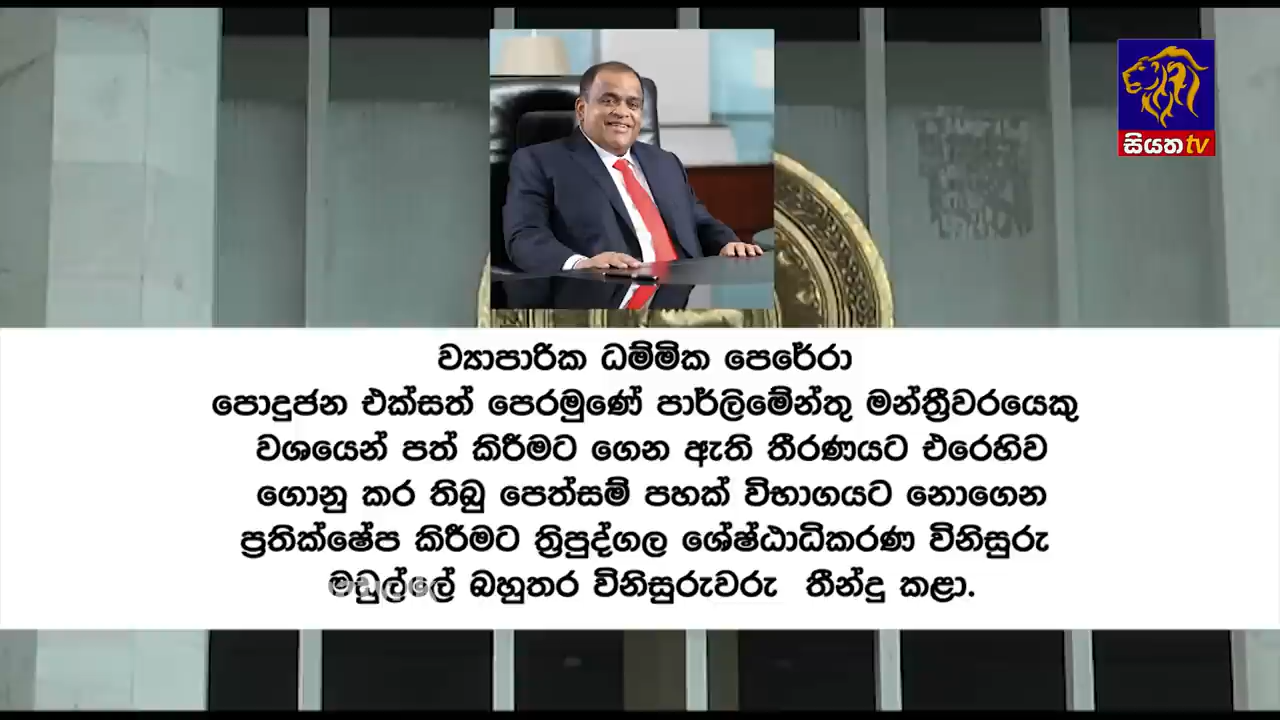 සියත tv
ව්‍යාපාරික ධම්මික පෙරේරා
පොදුජන එක්සත් පෙරමුණේ පාර්ලිමේන්තු මන්ත්‍රීවරයෙකු
වශයෙන් පත් කිරීමට ගෙන ඇති තීරණයට එරෙහිව
ගොනු කර තිබූ පෙත්සම් පහක් විභාගයට නොගෙන
ප්‍රතික්ෂේප කිරීමට ත්‍රිපුද්ගල ශේෂ්ඨාධිකරණ විනිසුරු
මඩුල්ලේ බහුතර විනිසුරුවරු තීන්දු කළා.